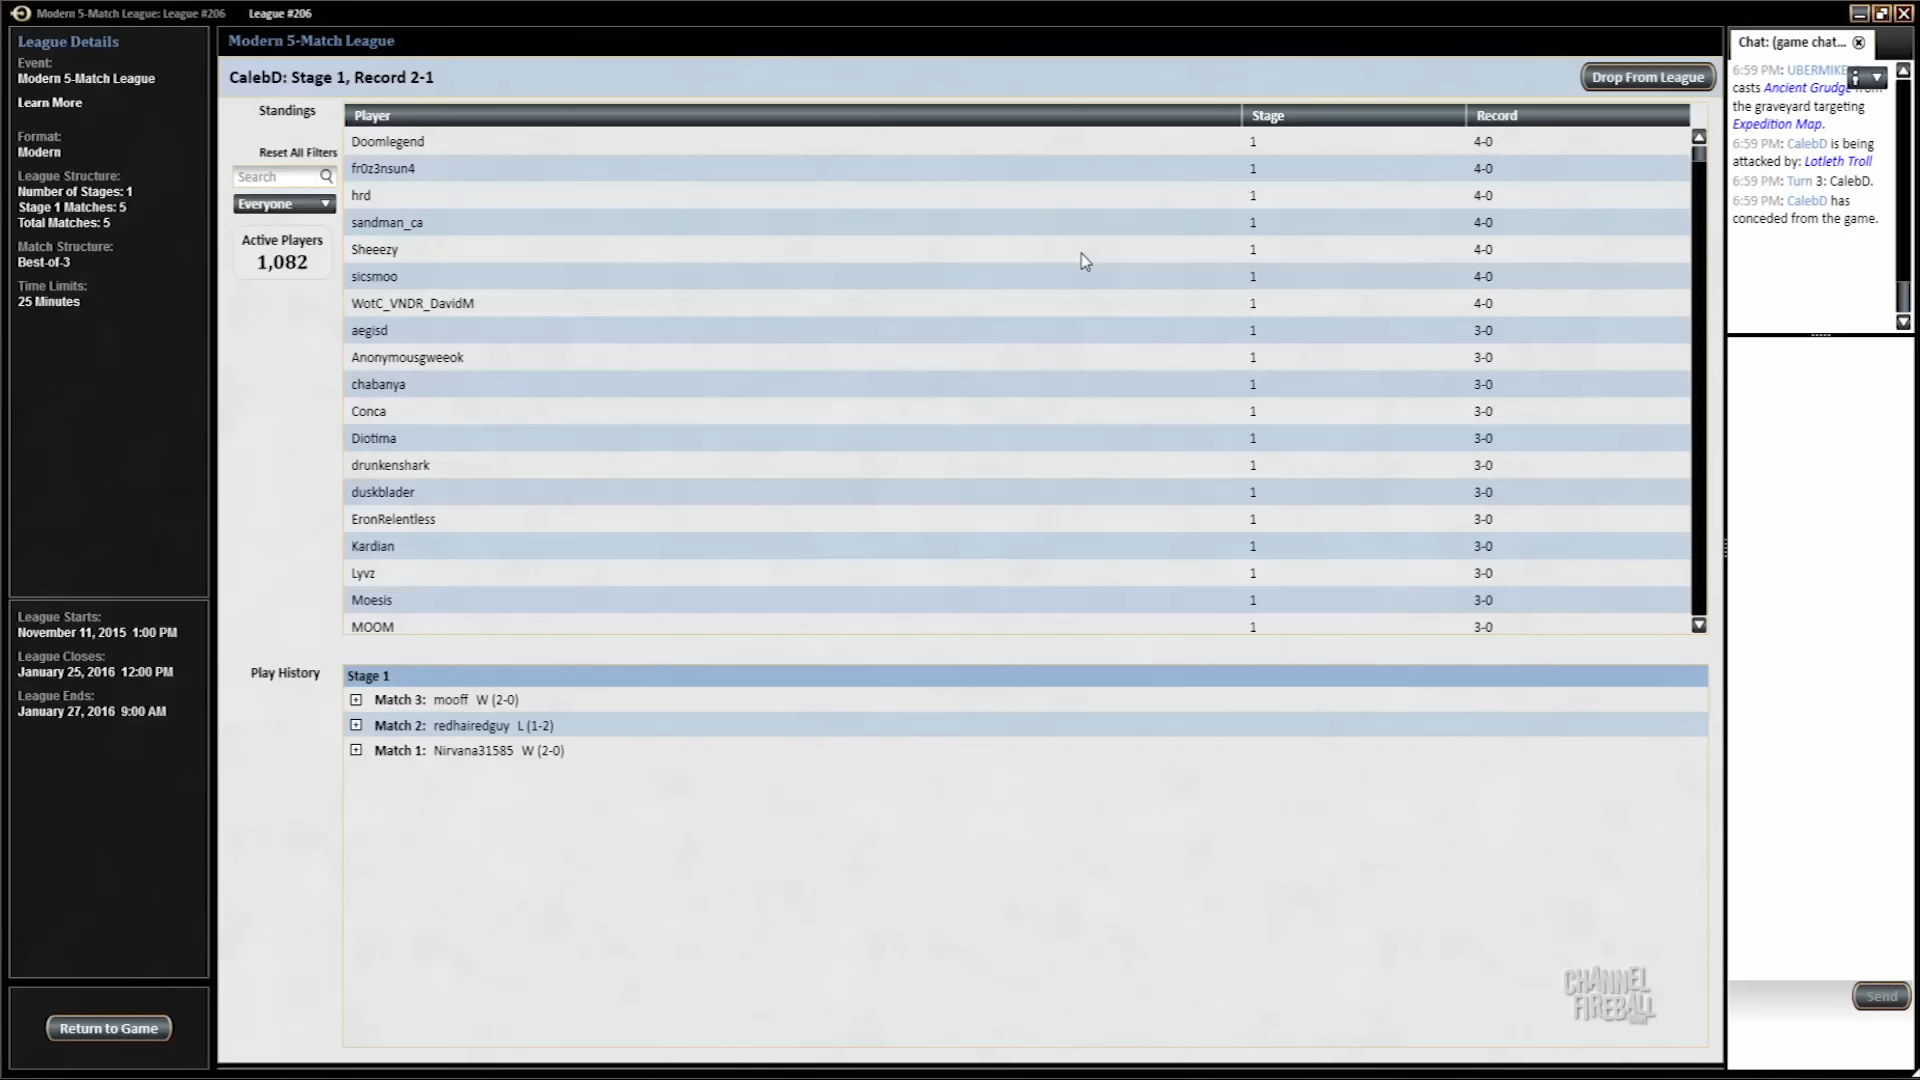 Modern 5-Match League: League #206 League #206
League Details
Event:
Modern 5-Match League
Learn More
Format:
Modern
League Structure:
Number of Stages: 1
Stage 1 Matches: 5
Total Matches: 5
Match Structure:
Best-of-3
Time Limits:
25 Minutes
League Starts:
November 11, 2015 1:00 PM
League Closes:
January 25, 2016 12:00 PM
League Ends:
January 27, 2016 9:00 AM
Return to Game
Modern 5-Match League
CalebD: Stage 1, Record 2-1
Drop From League
Standings
Reset All Filters
Search
Everyone
Active Players
1,082
Player Stage Record
Doomlegend 1 4-0
fr0z3nsun4 1 4-0
hrd 1 4-0
sandman_ca 1 4-0
Sheeezy 1 4-0
sicsmoo 1 4-0
WotC_VNDR_DavidM 1 4-0
aegisd 1 3-0
Anonymousgweeok 1 3-0
chabanya 1 3-0
Conca 1 3-0
Diotima 1 3-0
drunkenshark 1 3-0
duskblader 1 3-0
EronRelentless 1 3-0
Kardian 1 3-0
Lyvz 1 3-0
Moesis 1 3-0
MOOM 1 3-0
Play History
Stage 1
Match 3: mooff W (2-0)
Match 2: redhairedguy L (1-2)
Match 1: Nirvana31585 W (2-0)
CHANNEL
FIREBALL
Chat: (game chat...
6:59 PM: UBERMIKE
casts Ancient Grudge from
the graveyard targeting
Expedition Map.
6:59 PM: CalebD is being
attacked by: Lotleth Troll
6:59 PM: Turn 3: CalebD.
6:59 PM: CalebD has
conceded from the game.
Send